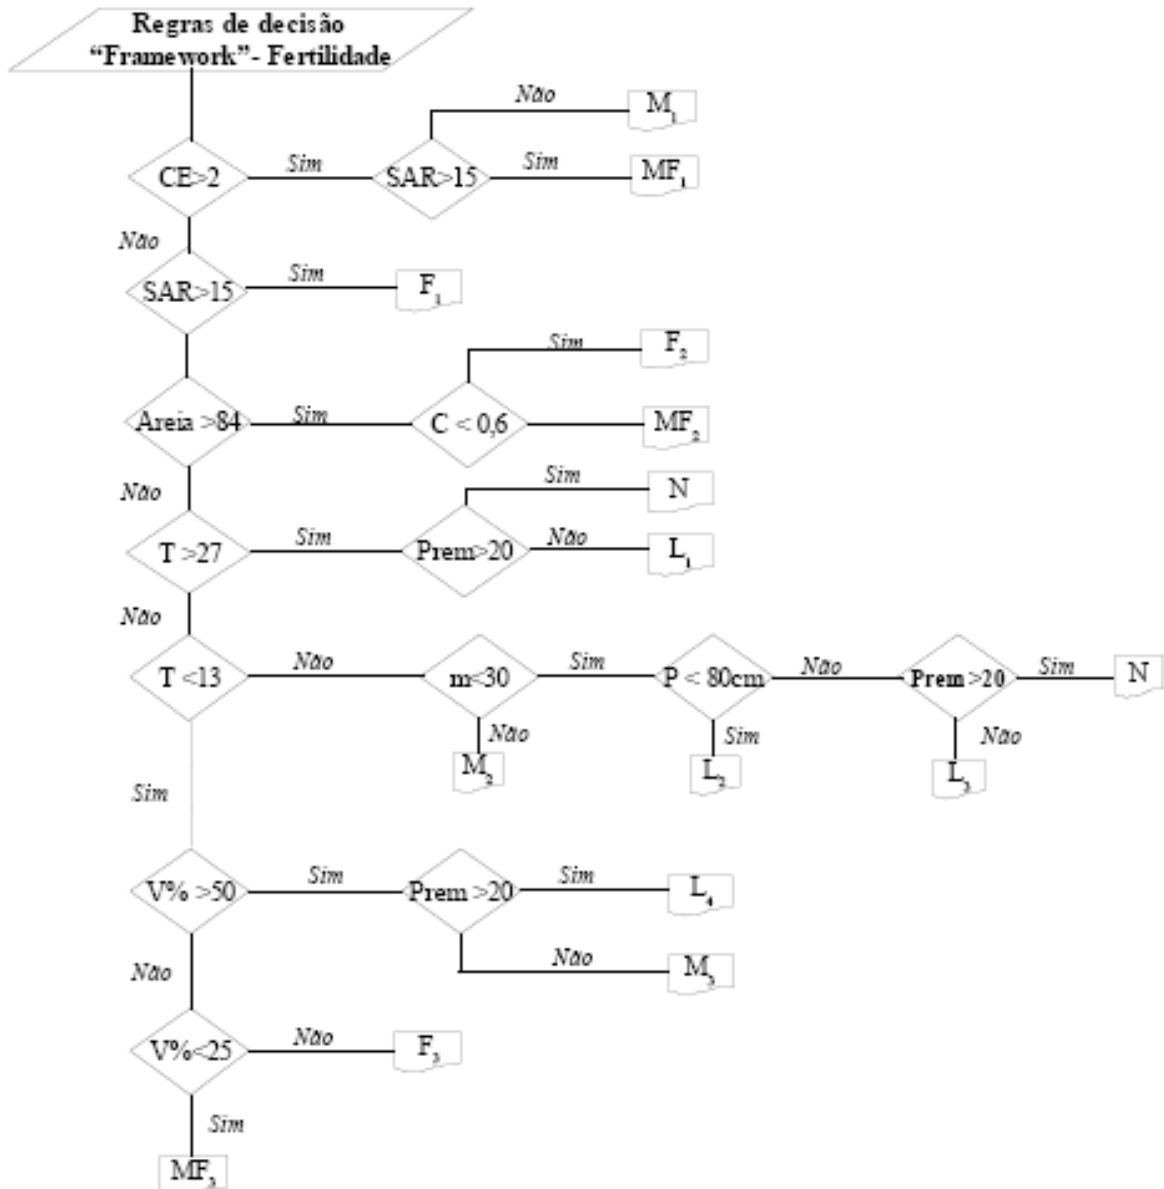 Regras de decisão
“Framework”- Fertilidade
Não
M₁
CE>2
Sim
SAR>15
Sim
MF₁
Não
SAR>15
Sim
F₁
Sim
F₂
Areia >84
Sim
C < 0,6
MF₂
Não
Sim
N
T >27
Sim
Prem>20
Não
L₁
Não
T <13
Não
m<30
Sim
P < 80cm
Não
Prem >20
Sim
N
Não
M₂
Sim
L₂
Não
L₃
Sim
V% >50
Sim
Prem >20
Sim
L₄
Não
Não
M₃
V%<25
Não
F₃
Sim
MF₃